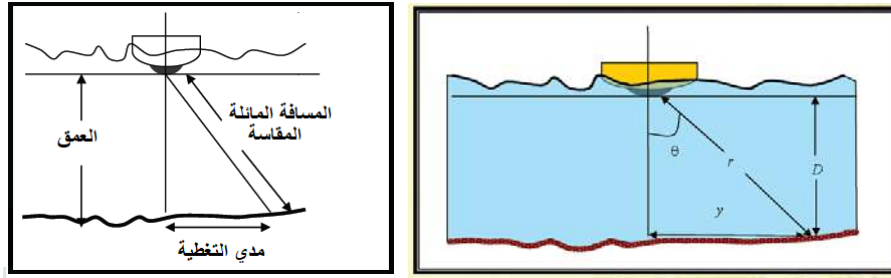 المسافة المائلة
المقاسة
العمق
مدي التغطية
θ
r
D
y